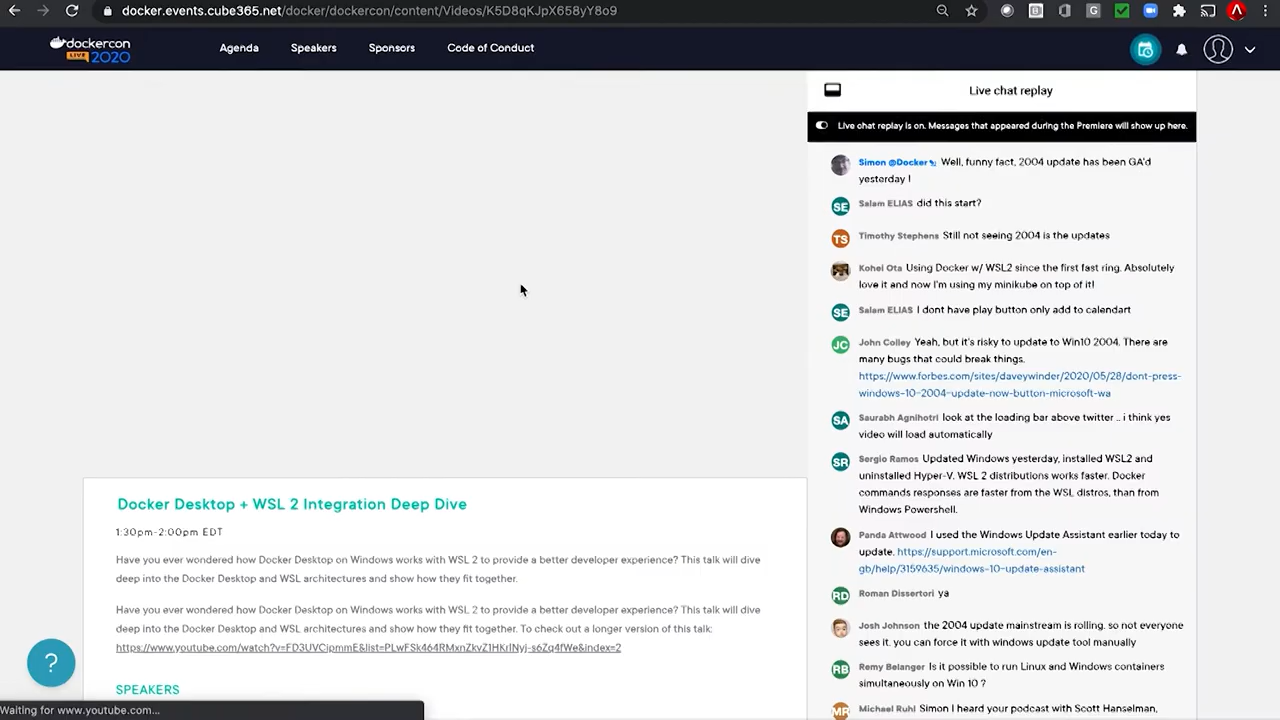 docker.events.cube365.net/docker/dockercon/content/Videos/K5D8qKJpX658yY8o9
dockercon
LIVE 2020
Agenda
Speakers
Sponsors
Code of Conduct
Live chat replay
Live chat replay is on. Messages that appeared during the Premiere will show up here.
Simon @Docker Well, funny fact, 2004 update has been GA'd
yesterday !
SE Salam ELIAS did this start?
TS Timothy Stephens Still not seeing 2004 is the updates
Kohei Ota Using Docker w/ WSL2 since the first fast ring. Absolutely
love it and now I'm using my minikube on top of it!
SE Salam ELIAS I dont have play button only add to calendart
JC John Colley Yeah, but it's risky to update to Win10 2004. There are
many bugs that could break things.
https://www.forbes.com/sites/daveywinder/2020/05/28/dont-press-
windows-10-2004-update-now-button-microsoft-wa
SA Saurabh Agnihotri look at the loading bar above twitter .. i think yes
video will load automatically
SR Sergio Ramos Updated Windows yesterday, installed WSL2 and
uninstalled Hyper-V. WSL 2 distributions works faster. Docker
commands responses are faster from the WSL distros, than from
Windows Powershell.
Panda Attwood I used the Windows Update Assistant earlier today to
update. https://support.microsoft.com/en-
gb/help/3159635/windows-10-update-assistant
RD Roman Dissertori ya
Josh Johnson the 2004 update mainstream is rolling. so not everyone
sees it. you can force it with windows update tool manually
RB Remy Belanger Is it possible to run Linux and Windows containers
simultaneously on Win 10 ?
MR Michael Ruhl Simon I heard your podcast with Scott Hanselman,
Docker Desktop + WSL 2 Integration Deep Dive
1:30pm-2:00pm EDT
Have you ever wondered how Docker Desktop on Windows works with WSL 2 to provide a better developer experience? This talk will dive
deep into the Docker Desktop and WSL architectures and show how they fit together.
Have you ever wondered how Docker Desktop on Windows works with WSL 2 to provide a better developer experience? This talk will dive
deep into the Docker Desktop and WSL architectures and show how they fit together. To check out a longer version of this talk:
https://www.youtube.com/watch?v=FD3UVCipmmE&list=PLwFSk464RMxnZkvZ1HKrINyj-s6Zq4fWe&index=2
SPEAKERS
?
Waiting for www.youtube.com...